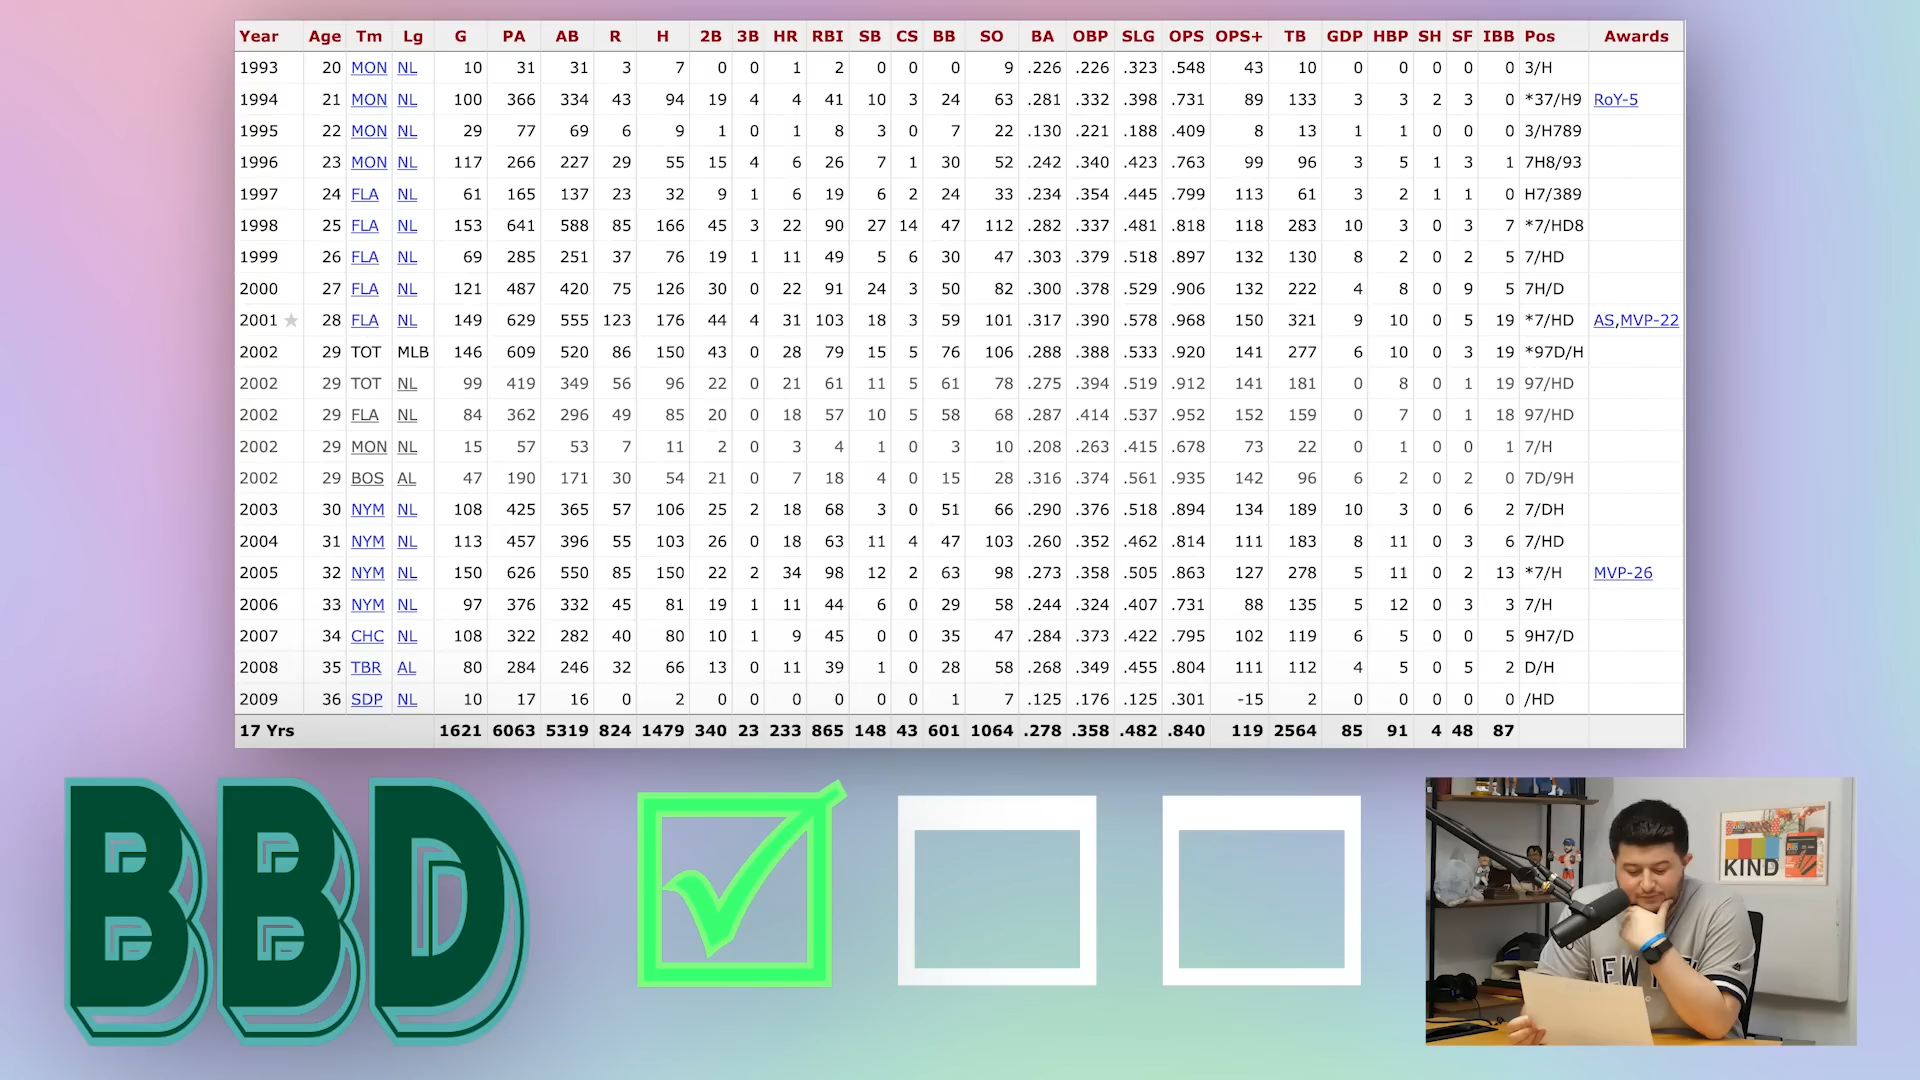 Year Age Tm Lg G PA AB R H 2B 3B HR RBI SB CS BB SO BA OBP SLG OPS OPS+ TB GDP HBP SH SF IBB Pos Awards
1993 20 MON NL 10 31 31 3 7 0 0 1 2 0 0 0 9 .226 .226 .323 .548 43 10 0 0 0 0 0 3/H
1994 21 MON NL 100 366 334 43 94 19 4 4 41 10 3 24 63 .281 .332 .398 .731 89 133 3 3 2 3 0 *37/H9 RoY-5
1995 22 MON NL 29 77 69 6 9 1 0 1 8 3 0 7 22 .130 .221 .188 .409 8 13 1 1 0 0 0 3/H789
1996 23 MON NL 117 266 227 29 55 15 4 6 26 7 1 30 52 .242 .340 .423 .763 99 96 3 5 1 3 1 7H8/93
1997 24 FLA NL 61 165 137 23 32 9 1 6 19 6 2 24 33 .234 .354 .445 .799 113 61 3 2 1 1 0 H7/389
1998 25 FLA NL 153 641 588 85 166 45 3 22 90 27 14 47 112 .282 .337 .481 .818 118 283 10 3 0 3 7 *7/HD8
1999 26 FLA NL 69 285 251 37 76 19 1 11 49 5 6 30 47 .303 .379 .518 .897 132 130 8 2 0 2 5 7/HD
2000 27 FLA NL 121 487 420 75 126 30 0 22 91 24 3 50 82 .300 .378 .529 .906 132 222 4 8 0 9 5 7H/D
2001 ★ 28 FLA NL 149 629 555 123 176 44 4 31 103 18 3 59 101 .317 .390 .578 .968 150 321 9 10 0 5 19 *7/HD AS,MVP-22
2002 29 TOT MLB 146 609 520 86 150 43 0 28 79 15 5 76 106 .288 .388 .533 .920 141 277 6 10 0 3 19 *97D/H
2002 29 TOT NL 99 419 349 56 96 22 0 21 61 11 5 61 78 .275 .394 .519 .912 141 181 0 8 0 1 19 97/HD
2002 29 FLA NL 84 362 296 49 85 20 0 18 57 10 5 58 68 .287 .414 .537 .952 152 159 0 7 0 1 18 97/HD
2002 29 MON NL 15 57 53 7 11 2 0 3 4 1 0 3 10 .208 .263 .415 .678 73 22 0 1 0 0 1 7/H
2002 29 BOS AL 47 190 171 30 54 21 0 7 18 4 0 15 28 .316 .374 .561 .935 142 96 6 2 0 2 0 7D/9H
2003 30 NYM NL 108 425 365 57 106 25 2 18 68 3 0 51 66 .290 .376 .518 .894 134 189 10 3 0 6 2 7/DH
2004 31 NYM NL 113 457 396 55 103 26 0 18 63 11 4 47 103 .260 .352 .462 .814 111 183 8 11 0 3 6 7/HD
2005 32 NYM NL 150 626 550 85 150 22 2 34 98 12 2 63 98 .273 .358 .505 .863 127 278 5 11 0 2 13 *7/H MVP-26
2006 33 NYM NL 97 376 332 45 81 19 1 11 44 6 0 29 58 .244 .324 .407 .731 88 135 5 12 0 3 3 7/H
2007 34 CHC NL 108 322 282 40 80 10 1 9 45 0 0 35 47 .284 .373 .422 .795 102 119 6 5 0 0 5 9H7/D
2008 35 TBR AL 80 284 246 32 66 13 0 11 39 1 0 28 58 .268 .349 .455 .804 111 112 4 5 0 5 2 D/H
2009 36 SDP NL 10 17 16 0 2 0 0 0 0 0 0 1 7 .125 .176 .125 .301 -15 2 0 0 0 0 0 /HD
17 Yrs 1621 6063 5319 824 1479 340 23 233 865 148 43 601 1064 .278 .358 .482 .840 119 2564 85 91 4 48 87
BBD
KIND